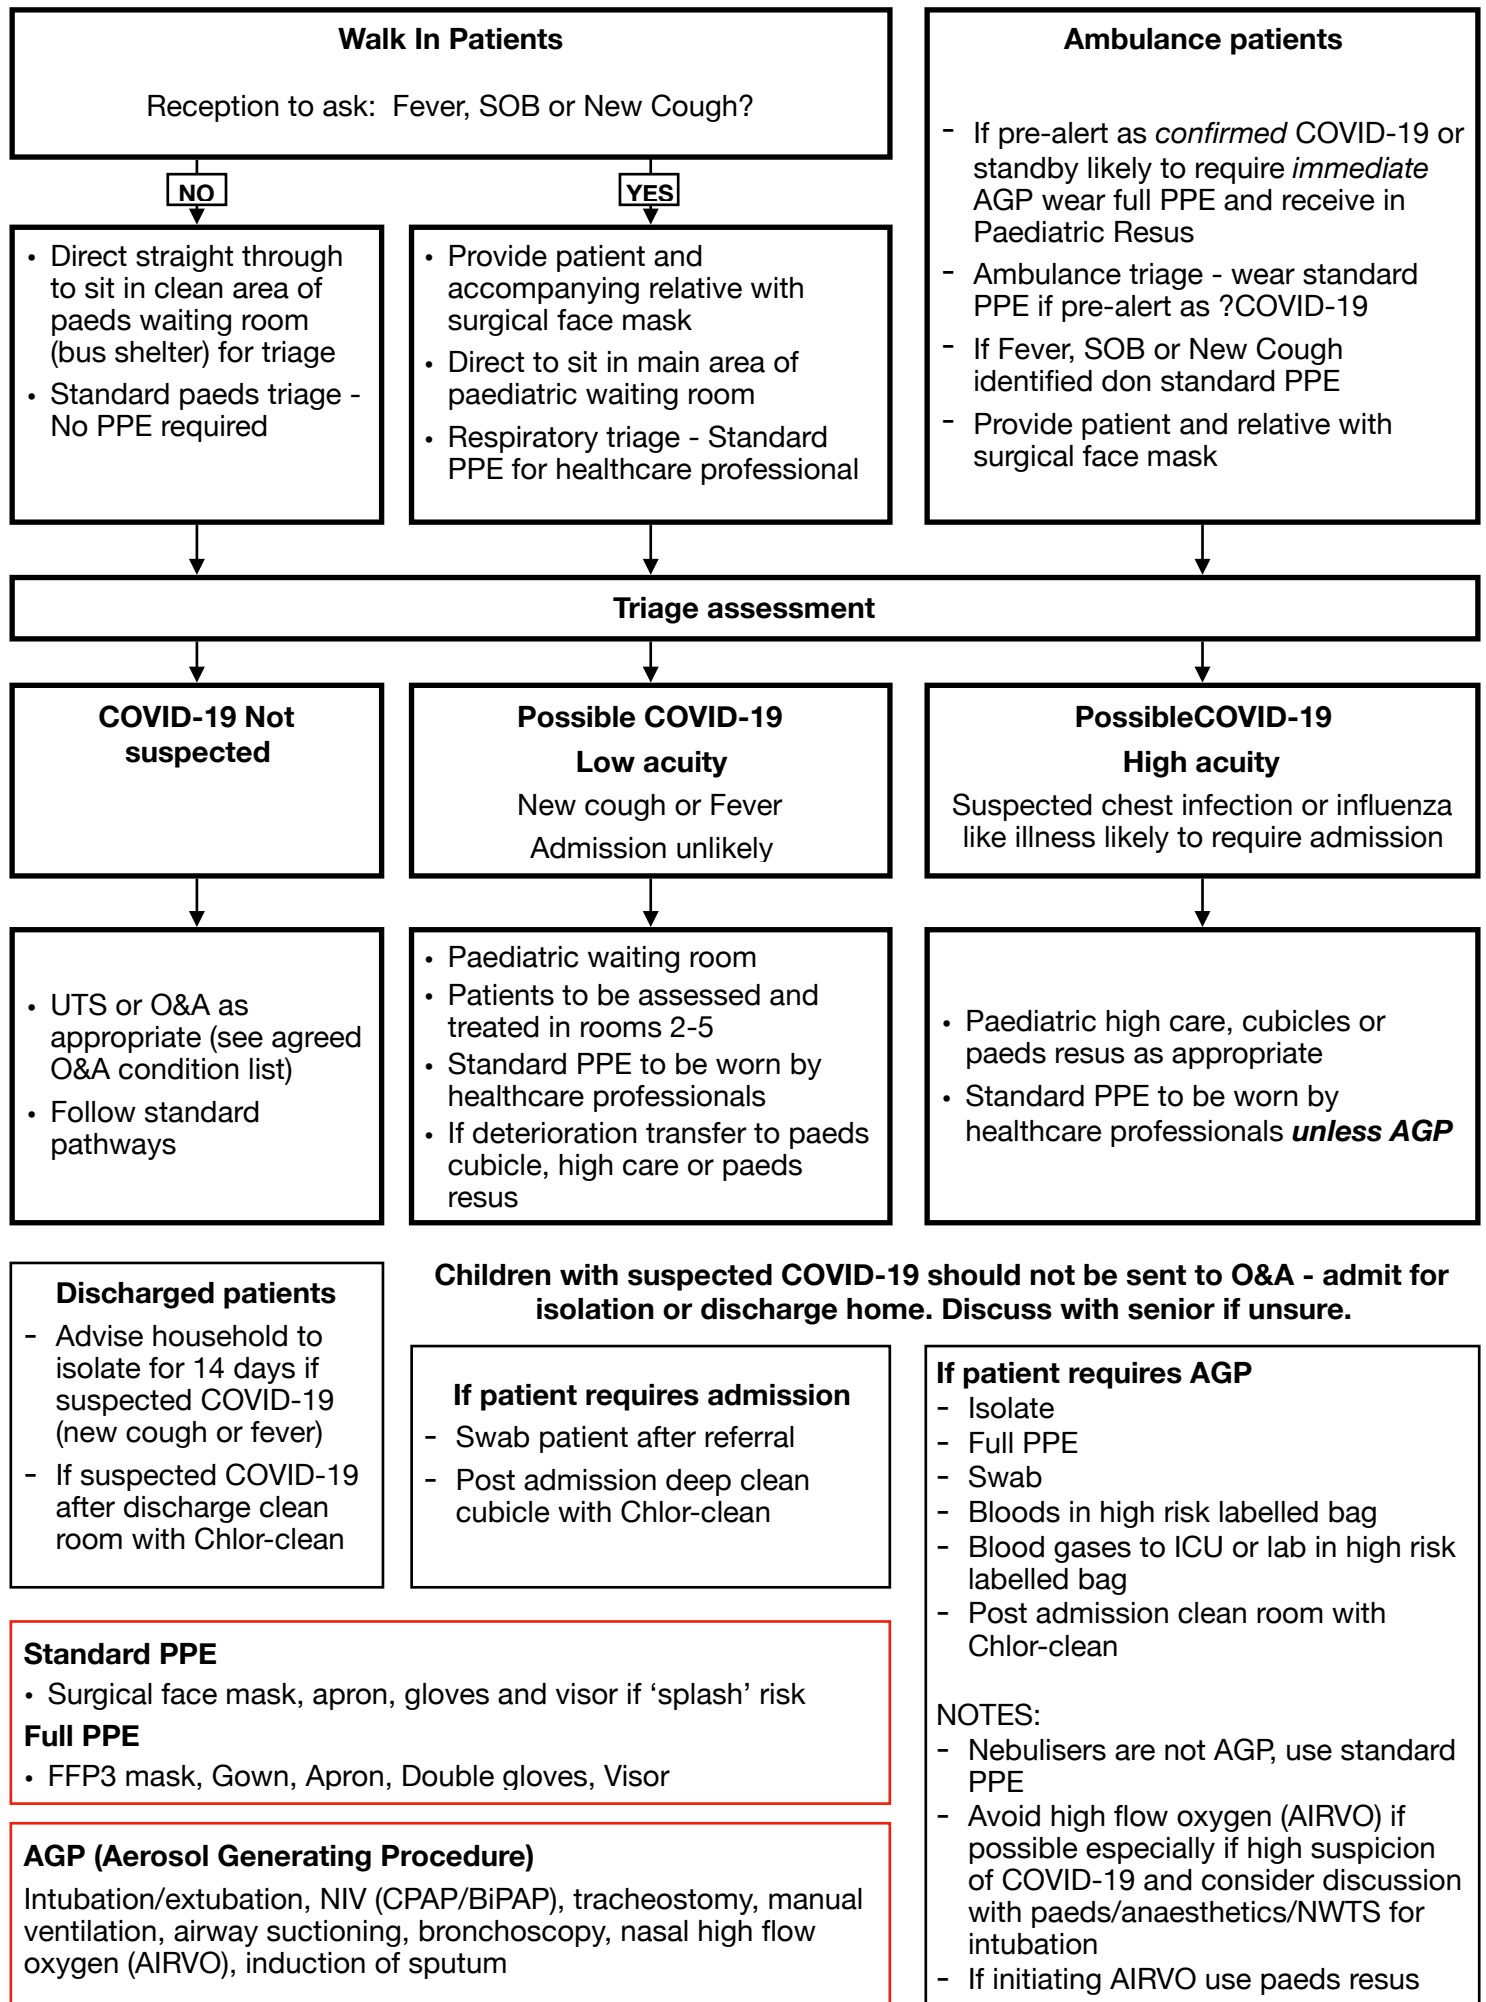 Walk In Patients
Reception to ask:  Fever, SOB or New Cough?
NO
YES
• Direct straight through
to sit in clean area of
paeds waiting room
(bus shelter) for triage
• Standard paeds triage -
No PPE required
• Provide patient and
accompanying relative with
surgical face mask
• Direct to sit in main area of
paediatric waiting room
• Respiratory triage - Standard
PPE for healthcare professional
Ambulance patients
- If pre-alert as confirmed COVID-19 or
standby likely to require immediate
AGP wear full PPE and receive in
Paediatric Resus
- Ambulance triage - wear standard
PPE if pre-alert as ?COVID-19
- If Fever, SOB or New Cough
identified don standard PPE
- Provide patient and relative with
surgical face mask
Triage assessment
COVID-19 Not
suspected
Possible COVID-19
Low acuity
New cough or Fever
Admission unlikely
PossibleCOVID-19
High acuity
Suspected chest infection or influenza
like illness likely to require admission
• UTS or O&A as
appropriate (see agreed
O&A condition list)
• Follow standard
pathways
• Paediatric waiting room
• Patients to be assessed and
treated in rooms 2-5
• Standard PPE to be worn by
healthcare professionals
• If deterioration transfer to paeds
cubicle, high care or paeds
resus
• Paediatric high care, cubicles or
paeds resus as appropriate
• Standard PPE to be worn by
healthcare professionals unless AGP
Discharged patients
- Advise household to
isolate for 14 days if
suspected COVID-19
(new cough or fever)
- If suspected COVID-19
after discharge clean
room with Chlor-clean
Children with suspected COVID-19 should not be sent to O&A - admit for
isolation or discharge home. Discuss with senior if unsure.
If patient requires admission
- Swab patient after referral
- Post admission deep clean
cubicle with Chlor-clean
If patient requires AGP
- Isolate
- Full PPE
- Swab
- Bloods in high risk labelled bag
- Blood gases to ICU or lab in high risk
labelled bag
- Post admission clean room with
Chlor-clean
NOTES:
- Nebulisers are not AGP, use standard
PPE
- Avoid high flow oxygen (AIRVO) if
possible especially if high suspicion
of COVID-19 and consider discussion
with paeds/anaesthetics/NWTS for
intubation
- If initiating AIRVO use paeds resus
Standard PPE
• Surgical face mask, apron, gloves and visor if ‘splash’ risk
Full PPE
• FFP3 mask, Gown, Apron, Double gloves, Visor
AGP (Aerosol Generating Procedure)
Intubation/extubation, NIV (CPAP/BiPAP), tracheostomy, manual
ventilation, airway suctioning, bronchoscopy, nasal high flow
oxygen (AIRVO), induction of sputum